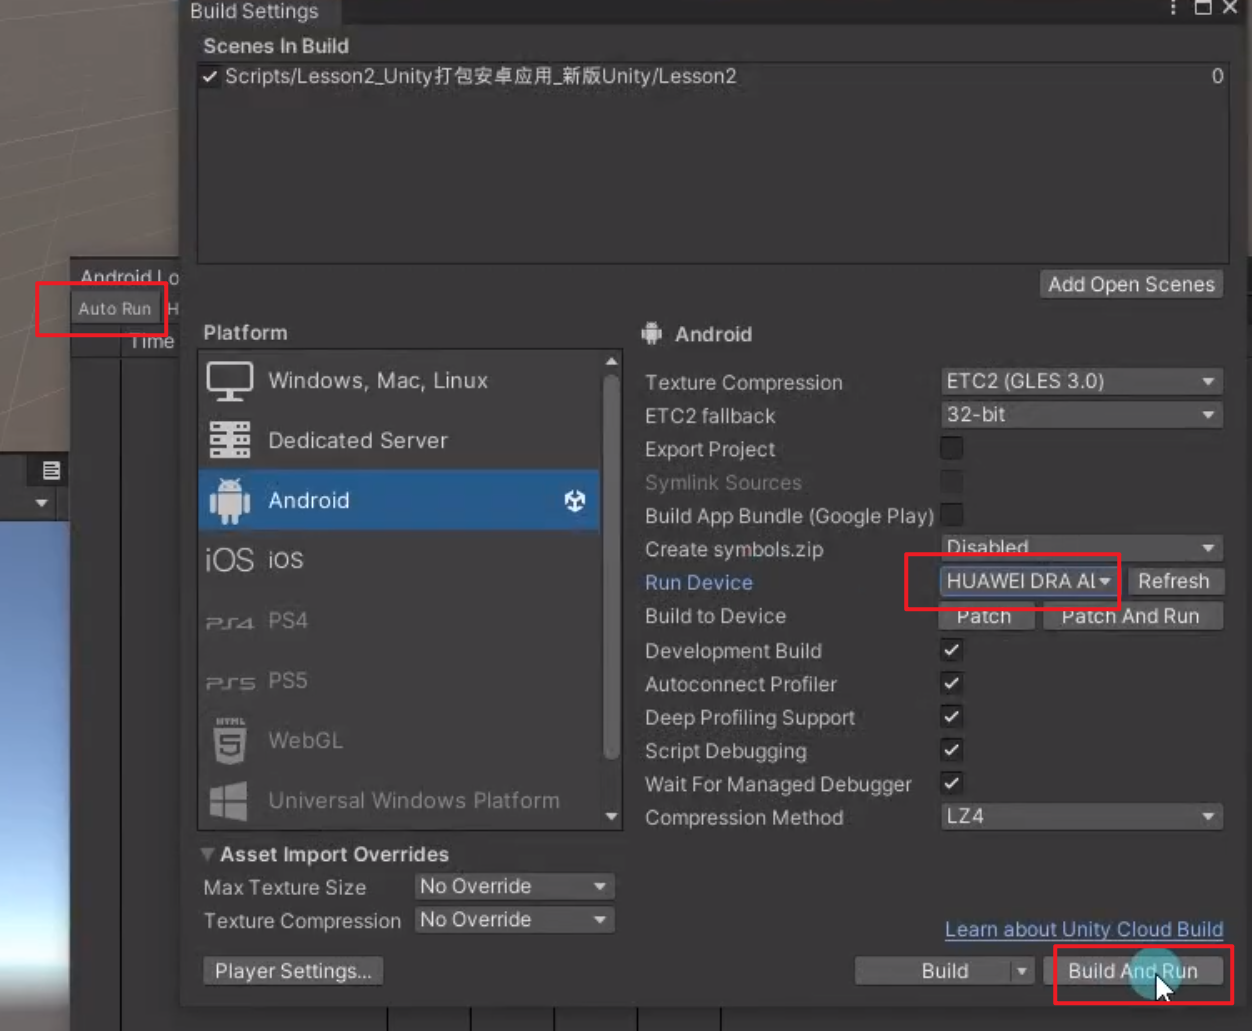 Build Settings
Scenes In Build
Scripts/Lesson2_Unity打包安卓应用_新版Unity/Lesson2
0
Android Lo
Auto Run
H
Time
Add Open Scenes
Platform
Windows, Mac, Linux
Dedicated Server
Android
iOS iOS
PS4 PS4
PS5 PS5
HTML 5 WebGL
Universal Windows Platform
Android
Texture Compression ETC2 (GLES 3.0)
ETC2 fallback 32-bit
Export Project
Symlink Sources
Build App Bundle (Google Play)
Create symbols.zip Disabled
Run Device HUAWEI DRA AL Refresh
Build to Device Patch Patch And Run
Development Build
Autoconnect Profiler
Deep Profiling Support
Script Debugging
Wait For Managed Debugger
Compression Method LZ4
Asset Import Overrides
Max Texture Size No Override
Texture Compression No Override
Learn about Unity Cloud Build
Player Settings...
Build
Build And Run